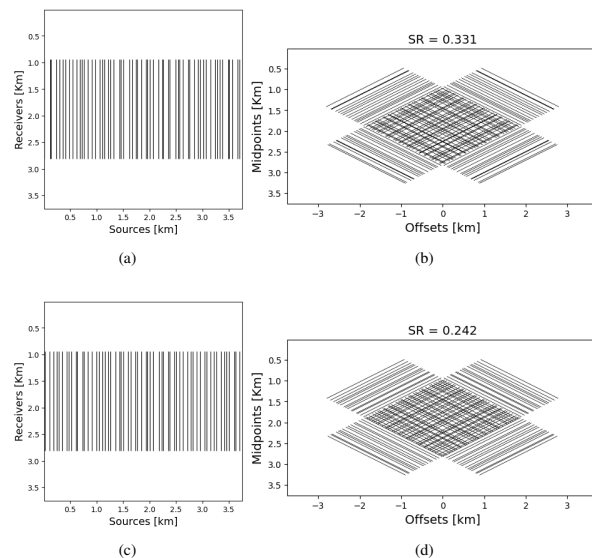 0.5
1.0
1.5
2.0
2.5
3.0
3.5
Receivers [Km]
0.5 1.0 1.5 2.0 2.5 3.0 3.5
Sources [km]
(a)
SR = 0.331
0.5
1.0
1.5
2.0
2.5
3.0
3.5
Midpoints [Km]
−3 −2 −1 0 1 2 3
Offsets [km]
(b)
0.5
1.0
1.5
2.0
2.5
3.0
3.5
Receivers [Km]
0.5 1.0 1.5 2.0 2.5 3.0 3.5
Sources [km]
(c)
SR = 0.242
0.5
1.0
1.5
2.0
2.5
3.0
3.5
Midpoints [Km]
−3 −2 −1 0 1 2 3
Offsets [km]
(d)